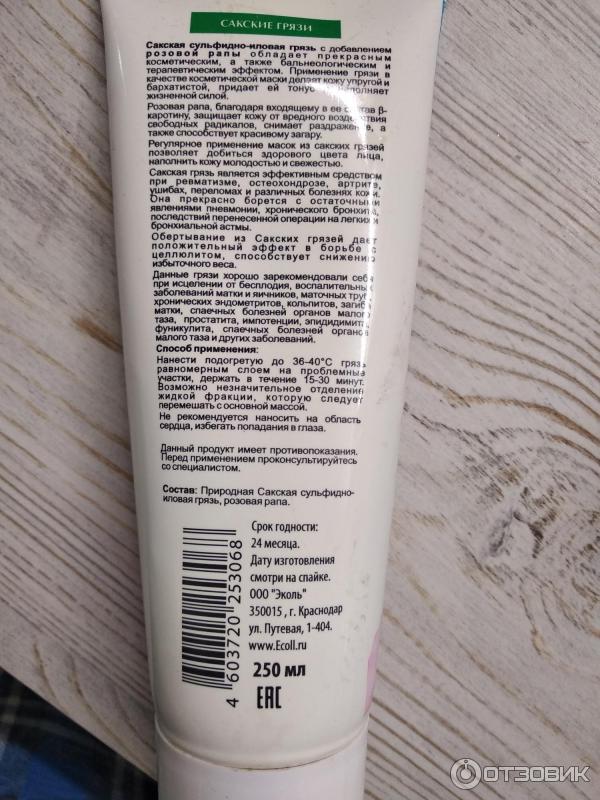 САКСКИЕ ГРЯЗИ
Сакская сульфидно-иловая грязь с добавлением
розовой рапы обладает прекрасным
косметическим, а также бальнеологическим и
терапевтическим эффектом. Применение грязи в
качестве косметической маски делает кожу упругой и
бархатистой, придает ей тонус и наполняет
жизненной силой.
Розовая рапа, благодаря входящему в ее состав β-
каротину, защищает кожу от вредного воздействия
свободных радикалов, снимает раздражение, а
также способствует красивому загару.
Регулярное применение масок из сакских грязей
позволяет добиться здорового цвета лица,
наполнить кожу молодостью и свежестью.
Сакская грязь является эффективным средством
при ревматизме, остеохондрозе, артрите,
ушибах, переломах и различных болезнях кожи.
Она прекрасно борется с остаточными
явлениями пневмонии, хронического бронхита,
последствий перенесенной операции на легких и
бронхиальной астмы.
Обертывание из Сакских грязей дает
положительный эффект в борьбе с
целлюлитом, способствует снижению
избыточного веса.
Данные грязи хорошо зарекомендовали себя
при исцелении от бесплодия, воспалительных
заболеваний матки и яичников, маточных труб,
хронических эндометритов, кольпитов, загиба
матки, спаечных болезней органов малого
таза, простатита, импотенции, эпидидимита,
фуникулита, спаечных болезней органов
малого таза и других заболеваний.
Способ применения:
Нанести подогретую до 36-40°С грязь
равномерным слоем на проблемные
участки, держать в течение 15-30 минут.
Возможно незначительное отделение
жидкой фракции, которую следует
перемешать с основной массой.
Не рекомендуется наносить на область
сердца, избегать попадания в глаза.
Данный продукт имеет противопоказания.
Перед применением проконсультируйтесь
со специалистом.
Состав: Природная Сакская сульфидно-
иловая грязь, розовая рапа.
Срок годности:
24 месяца.
Дату изготовления
смотри на спайке.
ООО "Эколь"
350015 , г. Краснодар
ул. Путевая, 1-404.
www.Ecoll.ru
250 мл
EAC
4 603720 253068
ОТЗОВИК